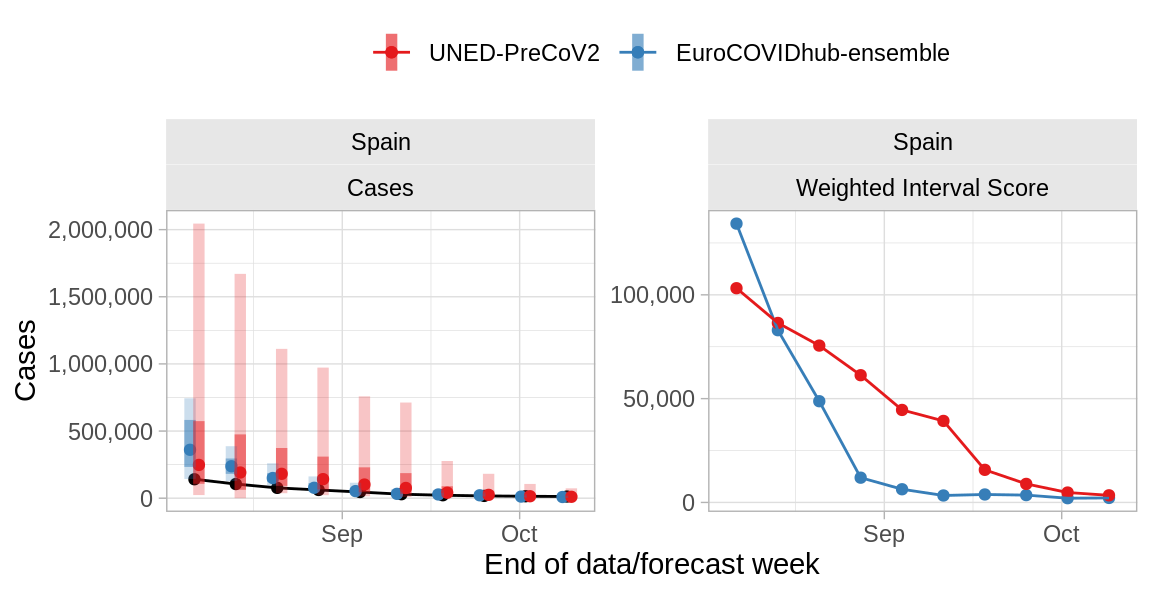 UNED-PreCoV2 EuroCOVIDhub-ensemble
Spain
Cases
Cases
2,000,000
1,500,000
1,000,000
500,000
0
Sep Oct
Spain
Weighted Interval Score
100,000
50,000
0
Sep Oct
End of data/forecast week